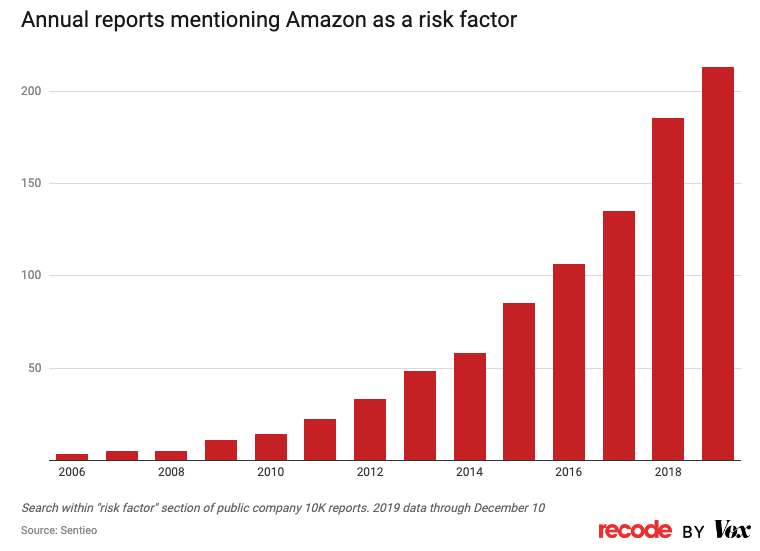 Annual reports mentioning Amazon as a risk factor
200
150
100
50
2006 2008 2010 2012 2014 2016 2018
Search within "risk factor" section of public company 10K reports. 2019 data through December 10
Source: Sentieo
recode BY Vox